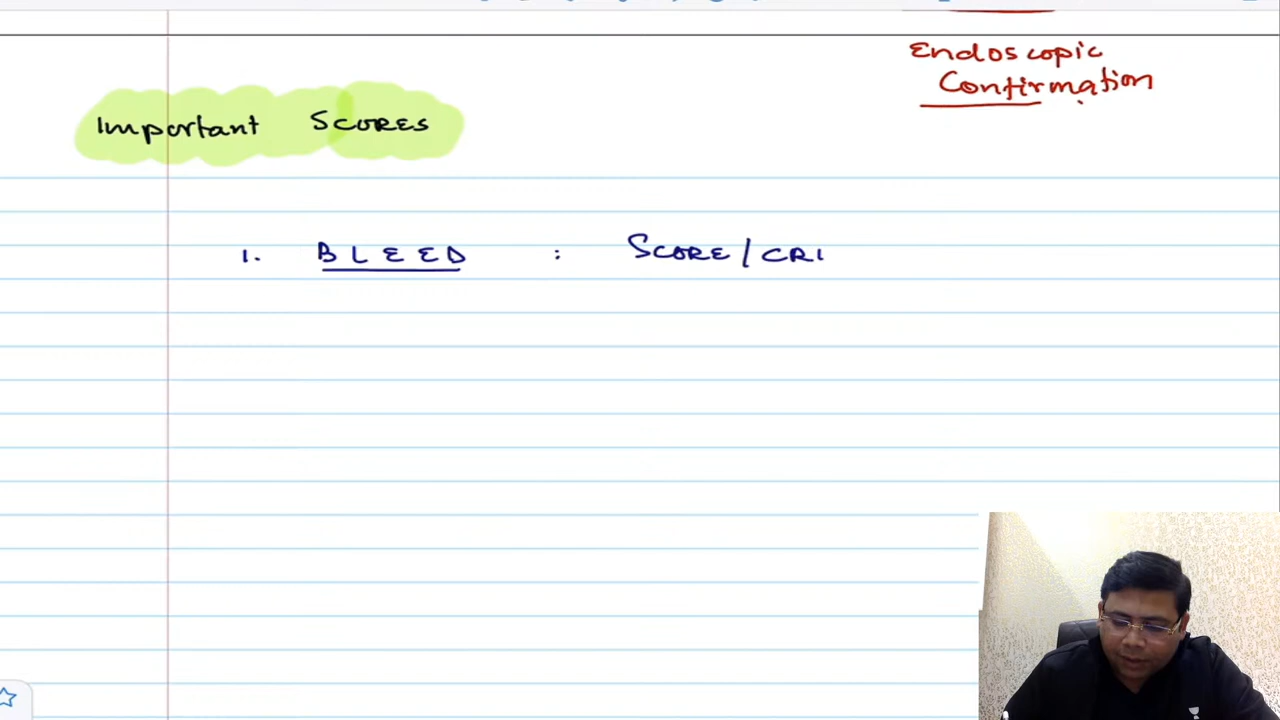 Endoscopic
Confirmation
Important SCORES
1. BLEED : SCORE/CRI